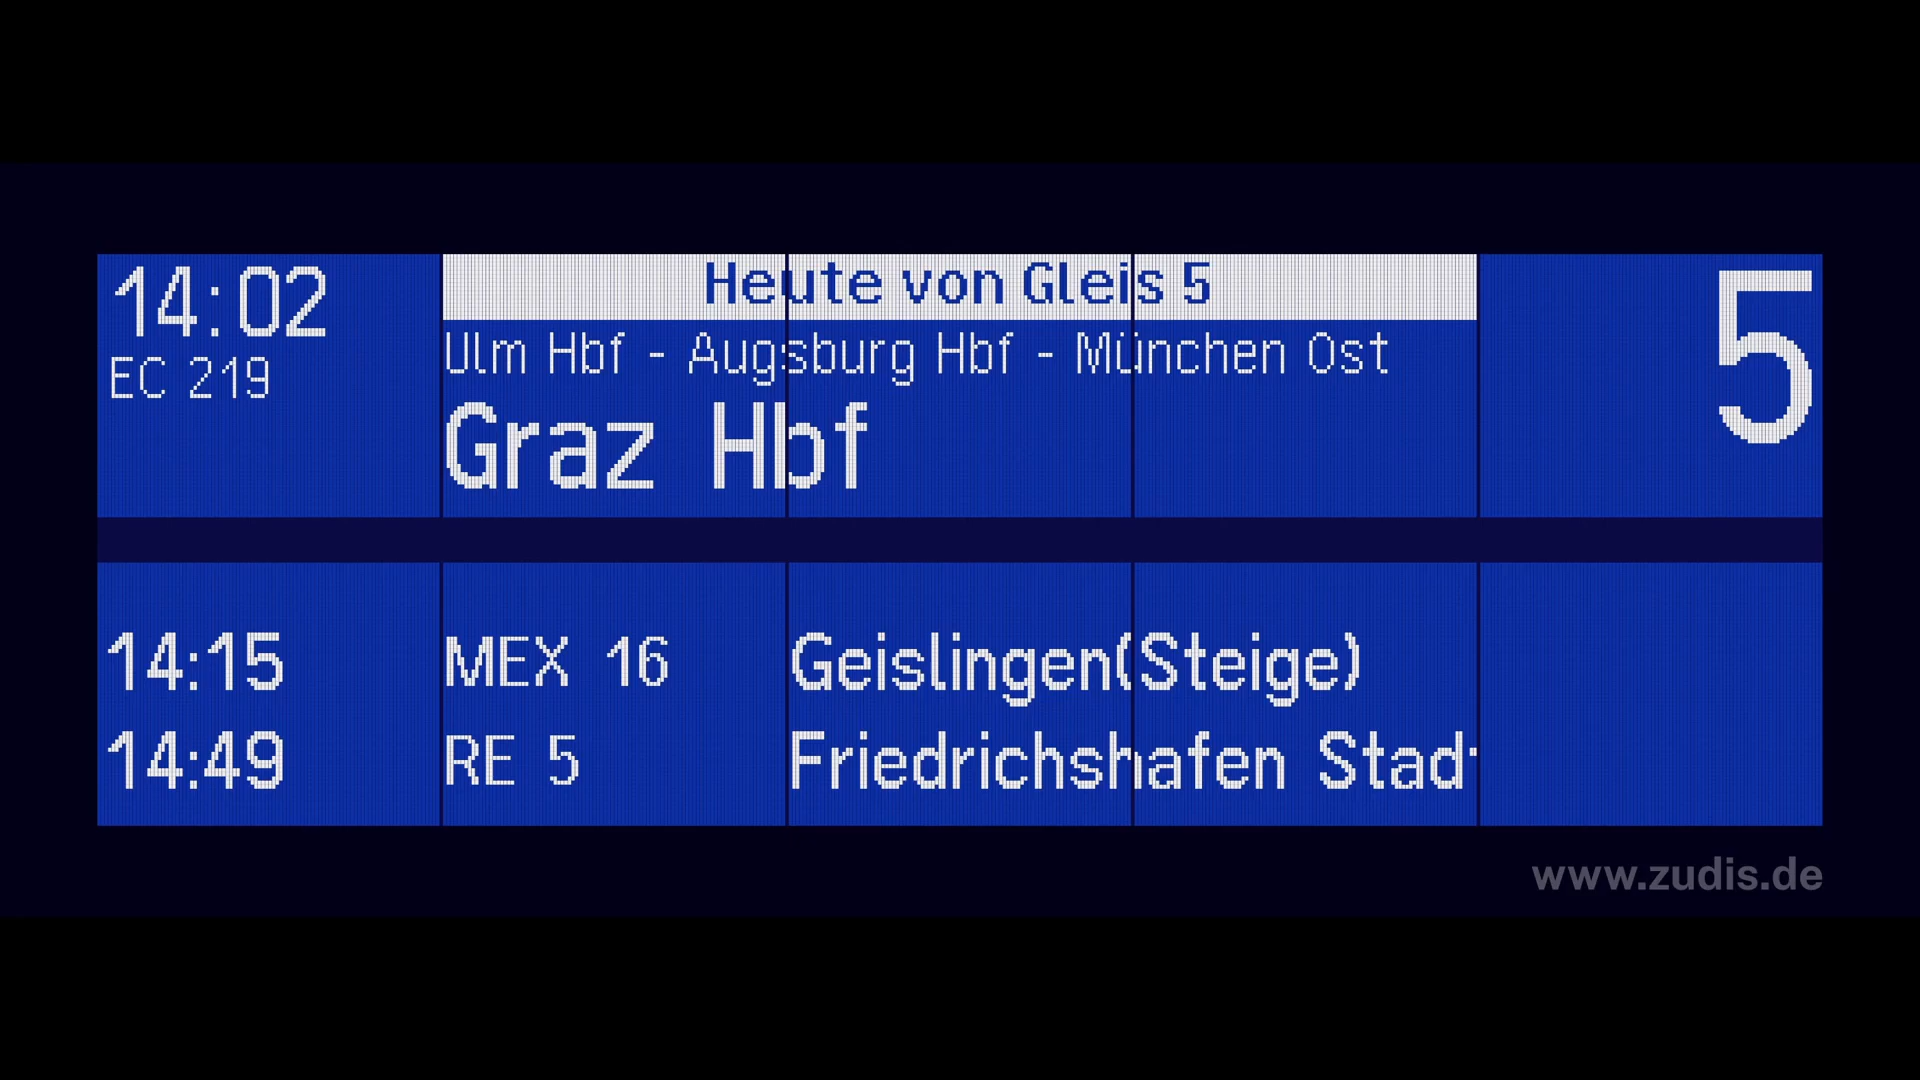 14:02
Heute von Gleis 5
5
EC 219
Ulm Hbf - Augsburg Hbf - München Ost
Graz Hbf
14:15 MEX 16 Geislingen(Steige)
14:49 RE 5 Friedrichshafen Stad
www.zudis.de